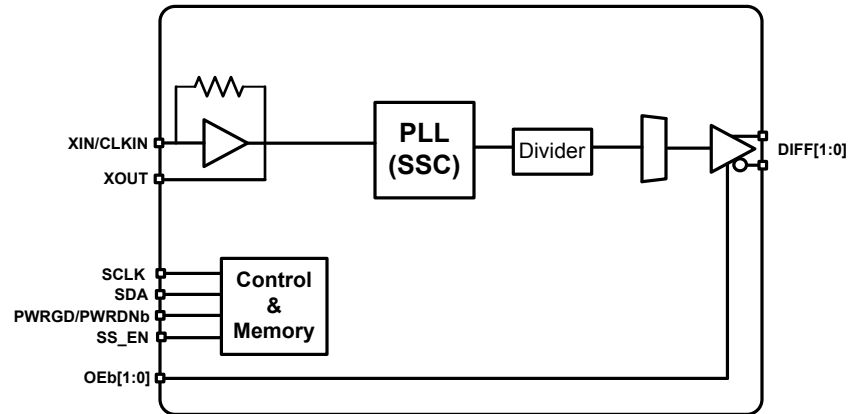 XIN/CLKIN
XOUT
PLL
(SSC)
Divider
DIFF[1:0]
SCLK
SDA
PWRGD/PWRDNb
SS_EN
Control
&
Memory
OEb[1:0]